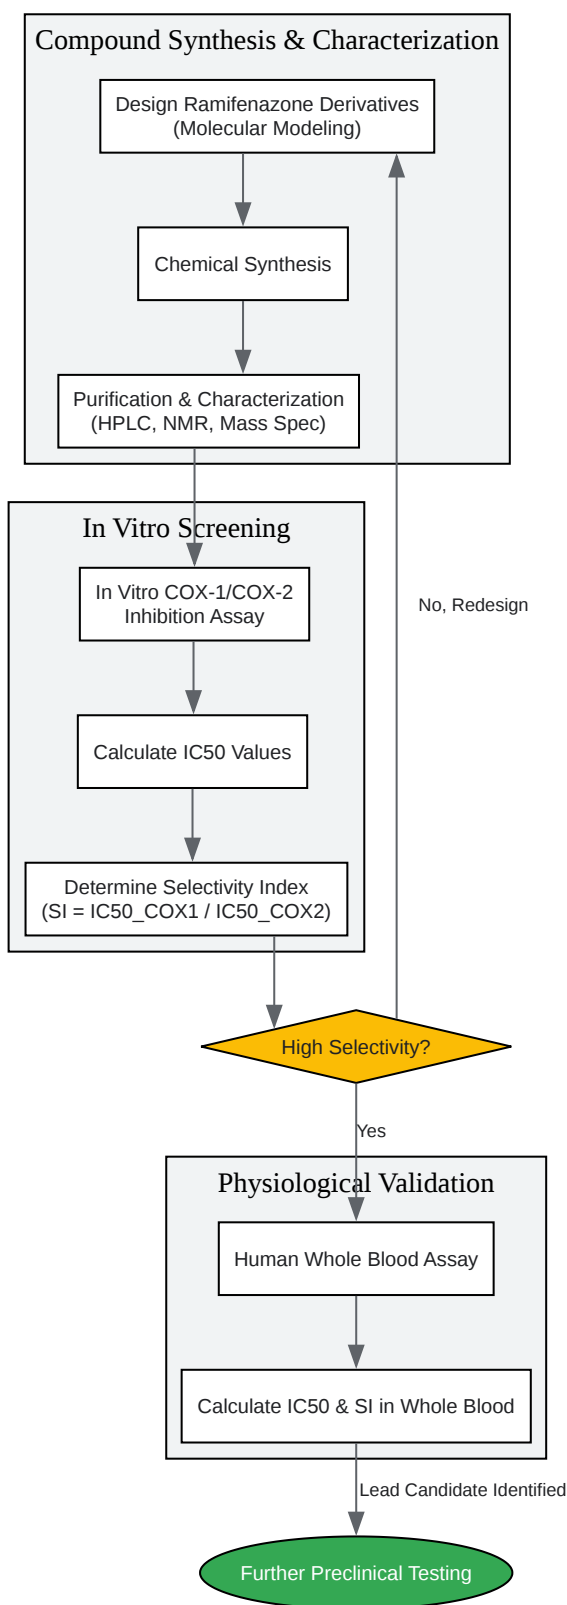 Compound Synthesis & Characterization
Design Ramifenazone Derivatives
(Molecular Modeling)
Chemical Synthesis
Purification & Characterization
(HPLC, NMR, Mass Spec)
In Vitro Screening
In Vitro COX-1/COX-2
Inhibition Assay
No, Redesign
Calculate IC50 Values
Determine Selectivity Index
(SI = IC50_COX1 / IC50_COX2)
High Selectivity?
Yes
Physiological Validation
Human Whole Blood Assay
Calculate IC50 & SI in Whole Blood
Lead Candidate Identified
Further Preclinical Testing